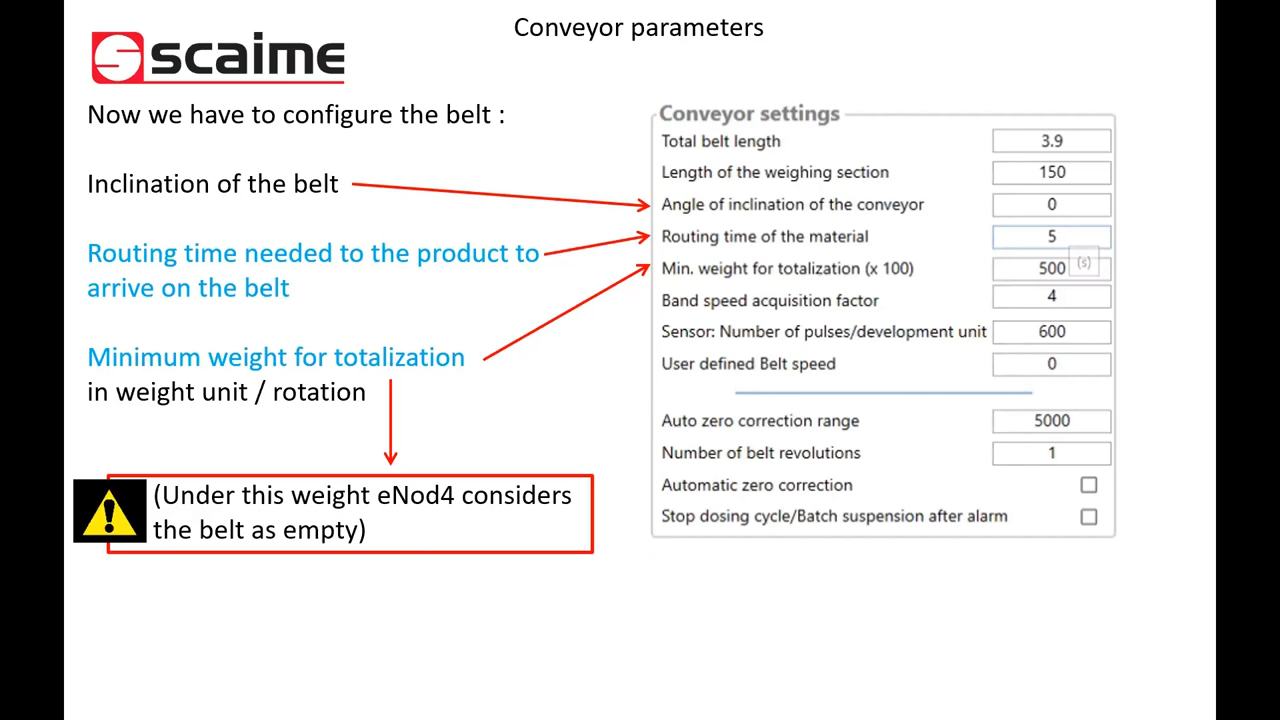 Conveyor parameters
scaime
Now we have to configure the belt :
Inclination of the belt
Routing time needed to the product to
arrive on the belt
Minimum weight for totalization
in weight unit / rotation
(Under this weight eNod4 considers
the belt as empty)
Conveyor settings
Total belt length 3.9
Length of the weighing section 150
Angle of inclination of the conveyor 0
Routing time of the material 5
(s)
Min. weight for totalization (x 100) 500
Band speed acquisition factor 4
Sensor: Number of pulses/development unit 600
User defined Belt speed 0
Auto zero correction range 5000
Number of belt revolutions 1
Automatic zero correction
Stop dosing cycle/Batch suspension after alarm